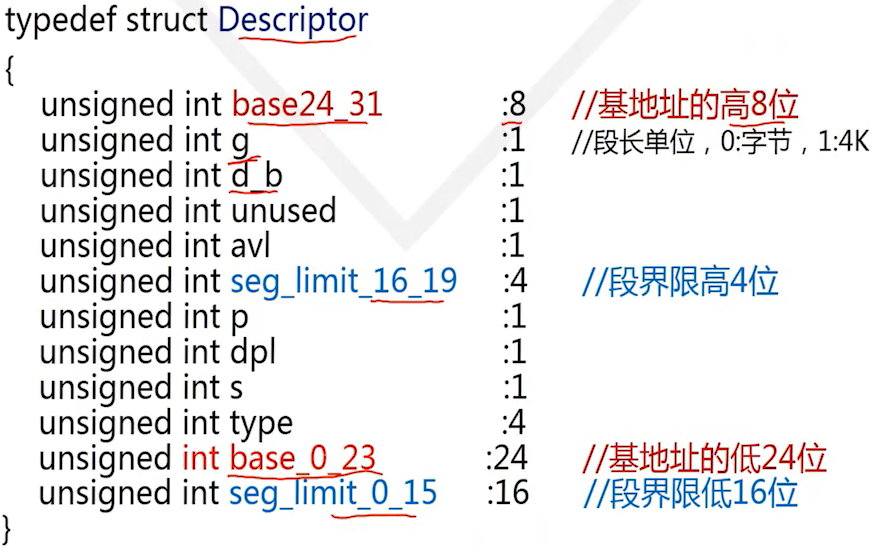 typedef struct Descriptor
{
unsigned int base24_31 :8 //基地址的高8位
unsigned int g :1 //段长单位，0:字节，1:4K
unsigned int d_b :1
unsigned int unused :1
unsigned int avl :1
unsigned int seg_limit_16_19 :4 //段界限高4位
unsigned int p :1
unsigned int dpl :1
unsigned int s :1
unsigned int type :4
unsigned int base_0_23 :24 //基地址的低24位
unsigned int seg_limit_0_15 :16 //段界限低16位
}